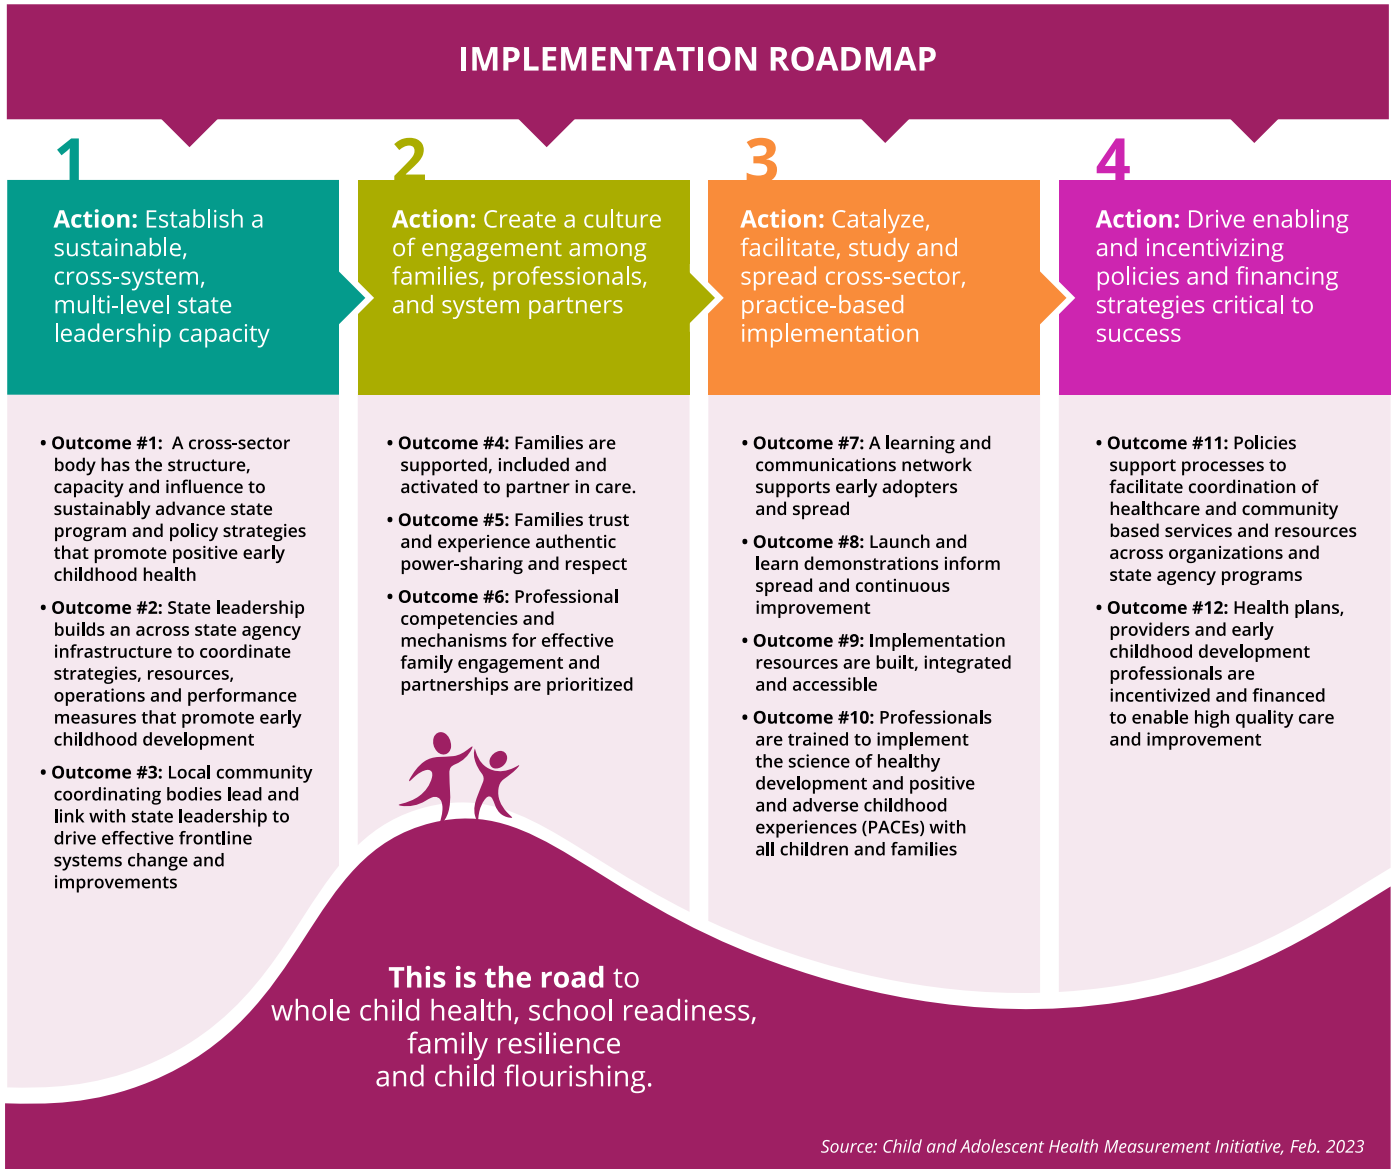 IMPLEMENTATION ROADMAP
1
Action: Establish a
sustainable,
cross-system,
multi-level state
leadership capacity
• Outcome #1: A cross-sector
body has the structure,
capacity and influence to
sustainably advance state
program and policy strategies
that promote positive early
childhood health
• Outcome #2: State leadership
builds an across state agency
infrastructure to coordinate
strategies, resources,
operations and performance
measures that promote early
childhood development
• Outcome #3: Local community
coordinating bodies lead and
link with state leadership to
drive effective frontline
systems change and
improvements
2
Action: Create a culture
of engagement among
families, professionals,
and system partners
• Outcome #4: Families are
supported, included and
activated to partner in care.
• Outcome #5: Families trust
and experience authentic
power-sharing and respect
• Outcome #6: Professional
competencies and
mechanisms for effective
family engagement and
partnerships are prioritized
3
Action: Catalyze,
facilitate, study and
spread cross-sector,
practice-based
implementation
• Outcome #7: A learning and
communications network
supports early adopters
and spread
• Outcome #8: Launch and
learn demonstrations inform
spread and continuous
improvement
• Outcome #9: Implementation
resources are built, integrated
and accessible
• Outcome #10: Professionals
are trained to implement
the science of healthy
development and positive
and adverse childhood
experiences (PACEs) with
all children and families
4
Action: Drive enabling
and incentivizing
policies and financing
strategies critical to
success
• Outcome #11: Policies
support processes to
facilitate coordination of
healthcare and community
based services and resources
across organizations and
state agency programs
• Outcome #12: Health plans,
providers and early
childhood development
professionals are
incentivized and financed
to enable high quality care
and improvement
This is the road to
whole child health, school readiness,
family resilience
and child flourishing.
Source: Child and Adolescent Health Measurement Initiative, Feb. 2023